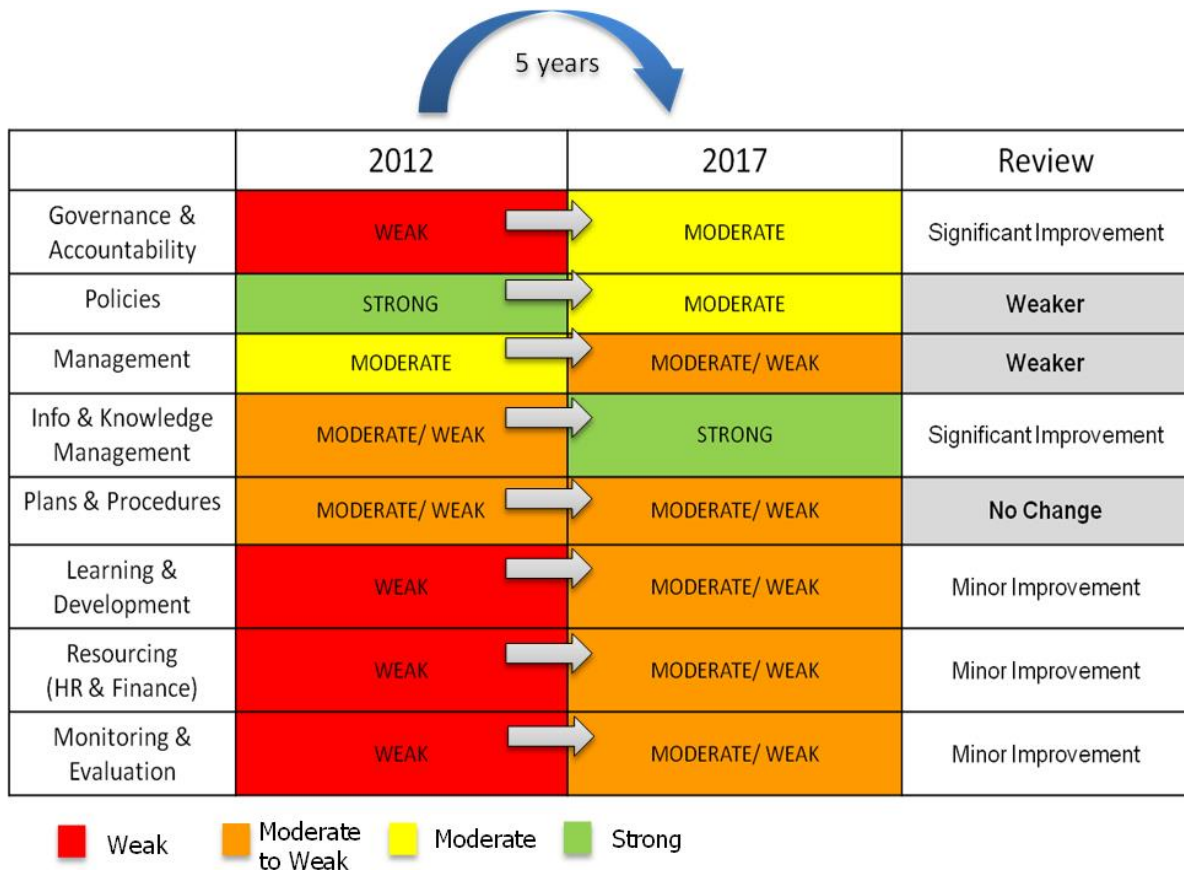 5 years
2012 2017 Review
Governance &
Accountability
WEAK MODERATE Significant Improvement
Policies STRONG MODERATE Weaker
Management MODERATE MODERATE/ WEAK Weaker
Info & Knowledge
Management
MODERATE/ WEAK STRONG Significant Improvement
Plans & Procedures MODERATE/ WEAK MODERATE/ WEAK No Change
Learning &
Development
WEAK MODERATE/ WEAK Minor Improvement
Resourcing
(HR & Finance)
WEAK MODERATE/ WEAK Minor Improvement
Monitoring &
Evaluation
WEAK MODERATE/ WEAK Minor Improvement
Weak
Moderate
to Weak
Moderate
Strong